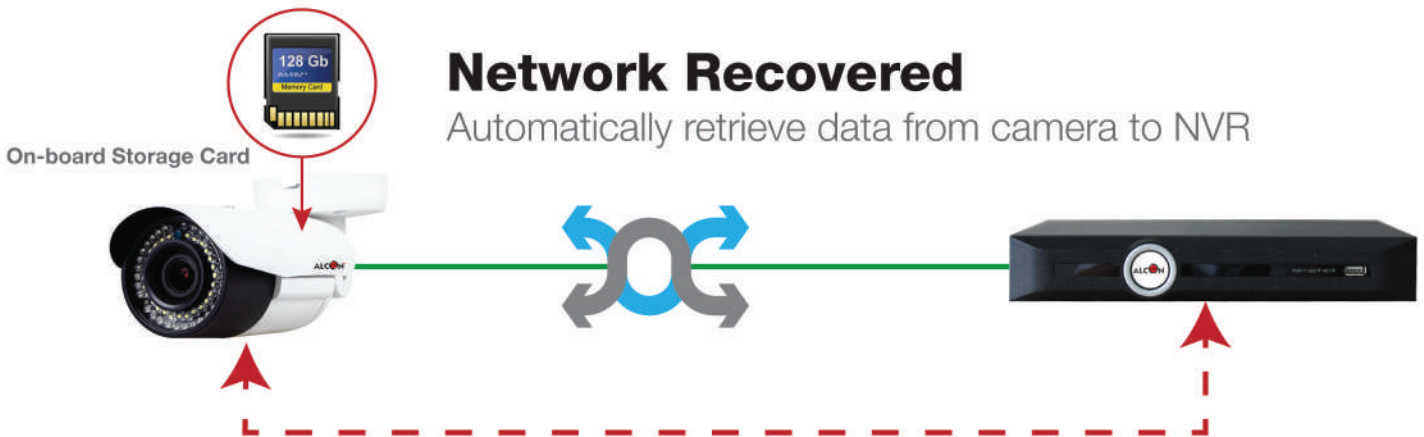 128 Gb
Memory Card
Network Recovered
Automatically retrieve data from camera to NVR
On-board Storage Card
ALCON
ALCON